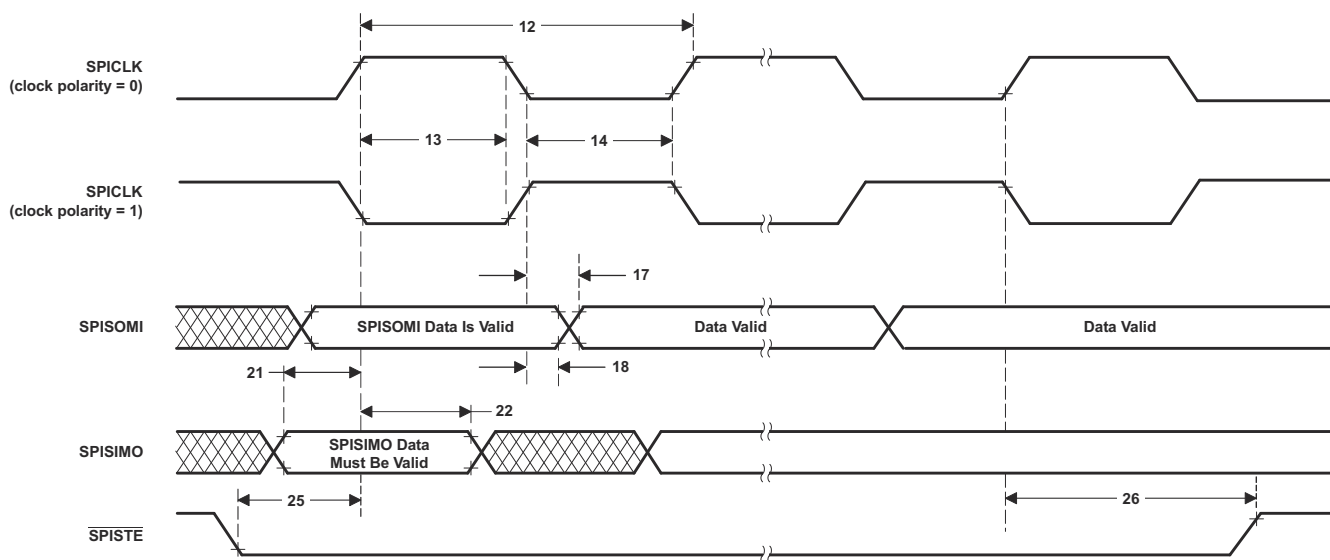 12
SPICLK
(clock polarity = 0)
13
14
SPICLK
(clock polarity = 1)
17
SPISOMI
SPISOMI Data Is Valid
Data Valid
Data Valid
18
21
22
SPISIMO
SPISIMO Data
Must Be Valid
25
26
SPISTE